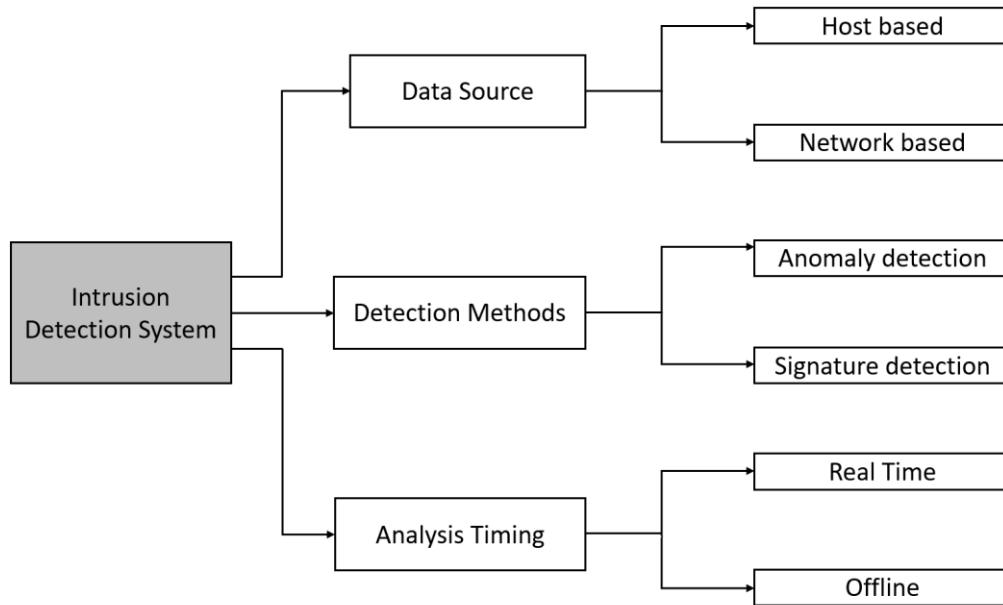 Host based
Data Source
Network based
Intrusion
Detection System
Anomaly detection
Detection Methods
Signature detection
Real Time
Analysis Timing
Offline